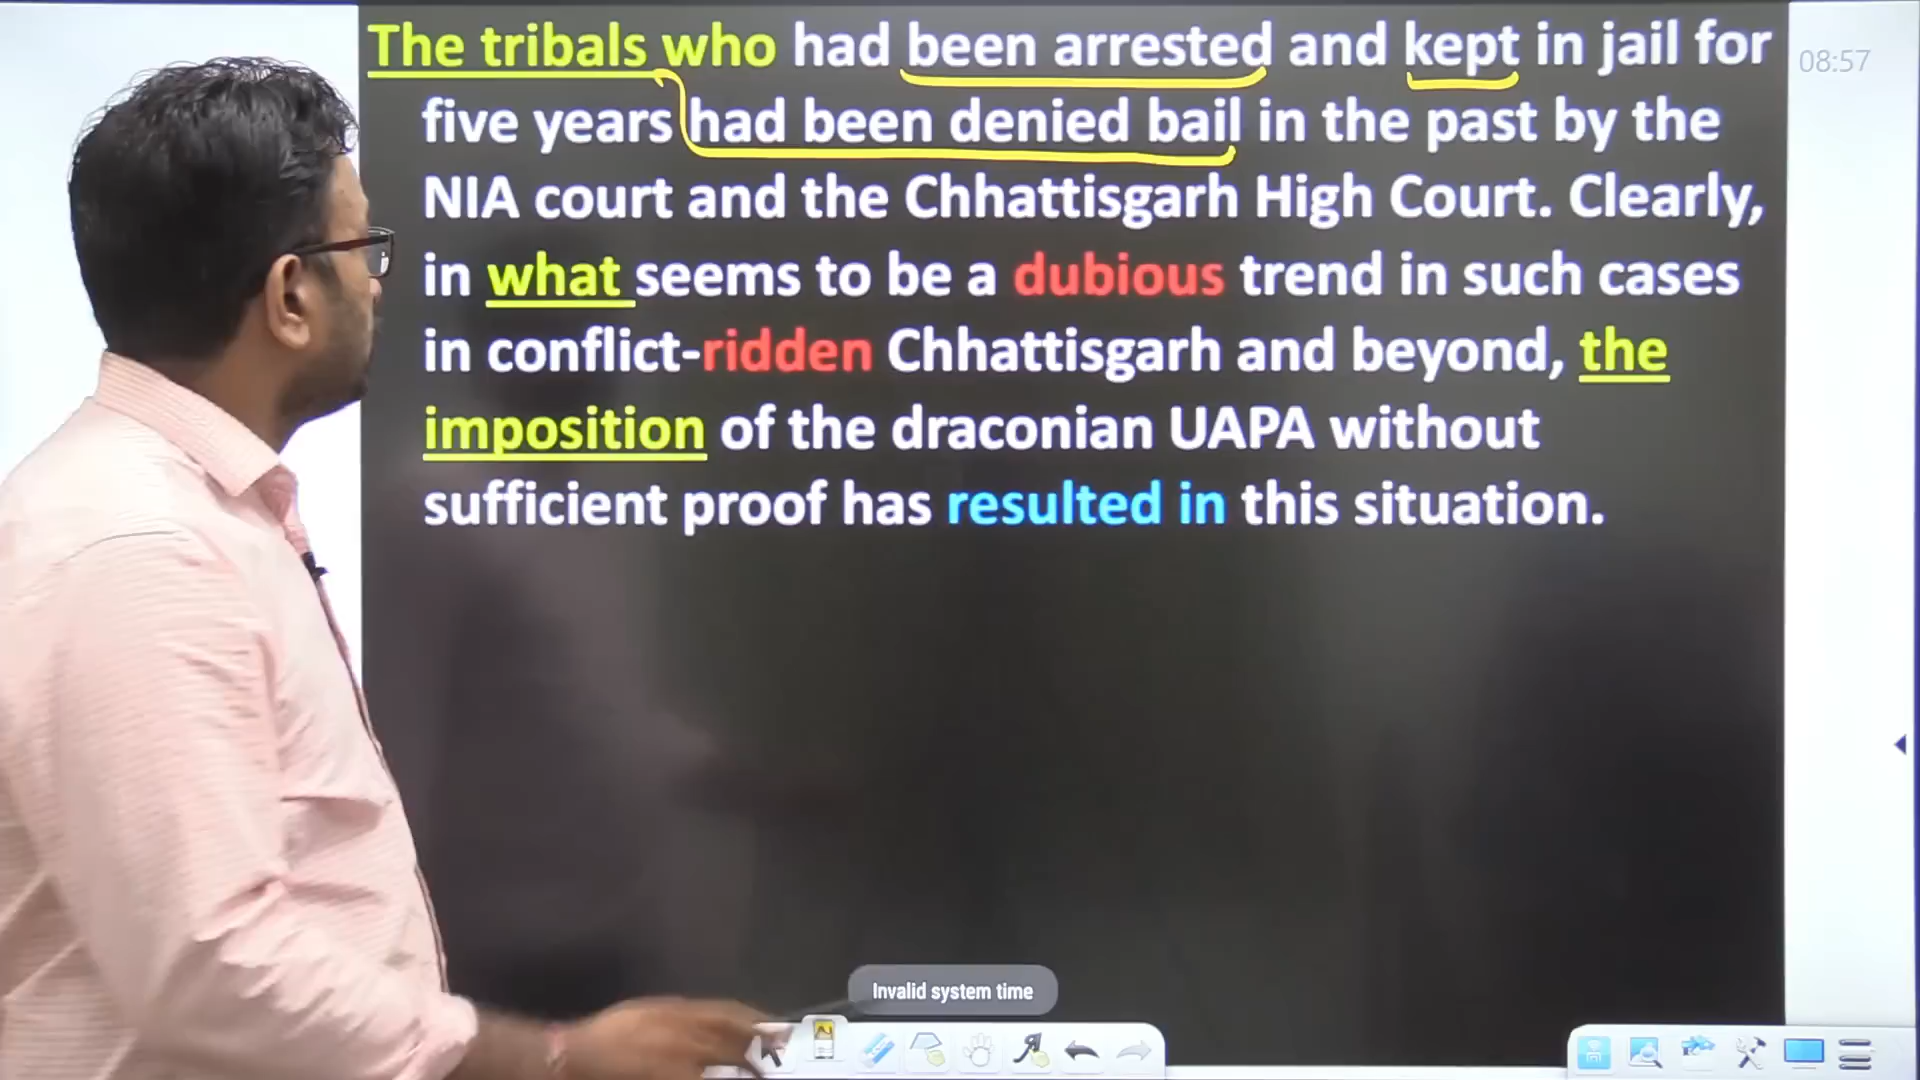 The tribals who had been arrested and kept in jail for
five years had been denied bail in the past by the
NIA court and the Chhattisgarh High Court. Clearly,
in what seems to be a dubious trend in such cases
in conflict-ridden Chhattisgarh and beyond, the
imposition of the draconian UAPA without
sufficient proof has resulted in this situation.
08:57
Invalid system time